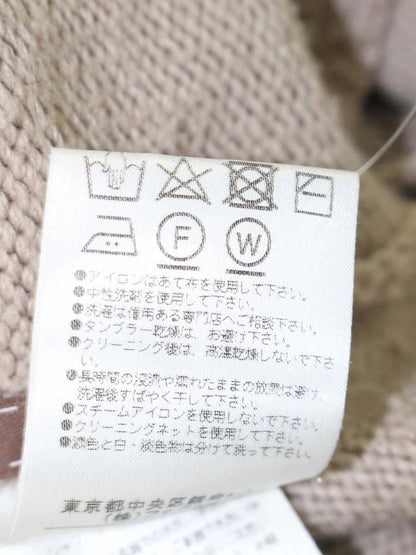 F W
●アイロンはあて布を使用して下さい。
●中性洗剤を使用して下さい。
●洗濯は信用ある専門店へご相談下さい。
●タンブラー乾燥は、お避け下さい。
●クリーニング後は、高温乾燥しないで下さ
い。
●長時間の浸漬や濡れたままの放置は避け、
洗濯後すばやく干して下さい。
●スチームアイロンを使用しないで下さい。
●クリーニングネットを使用して下さい。
●濃色と白・淡色物は分けて洗って下さい。
東京都中央区銀座
(株)